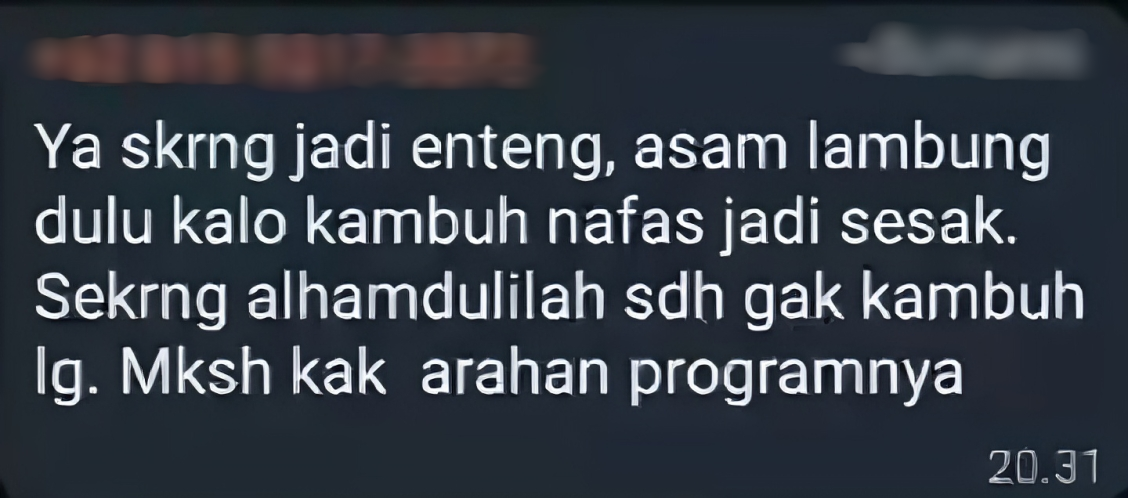 Ya skrng jadi enteng, asam lambung
dulu kalo kambuh nafas jadi sesak.
Sekrng alhamdulilah sdh gak kambuh
lg. Mksh kak  arahan programnya
20.31